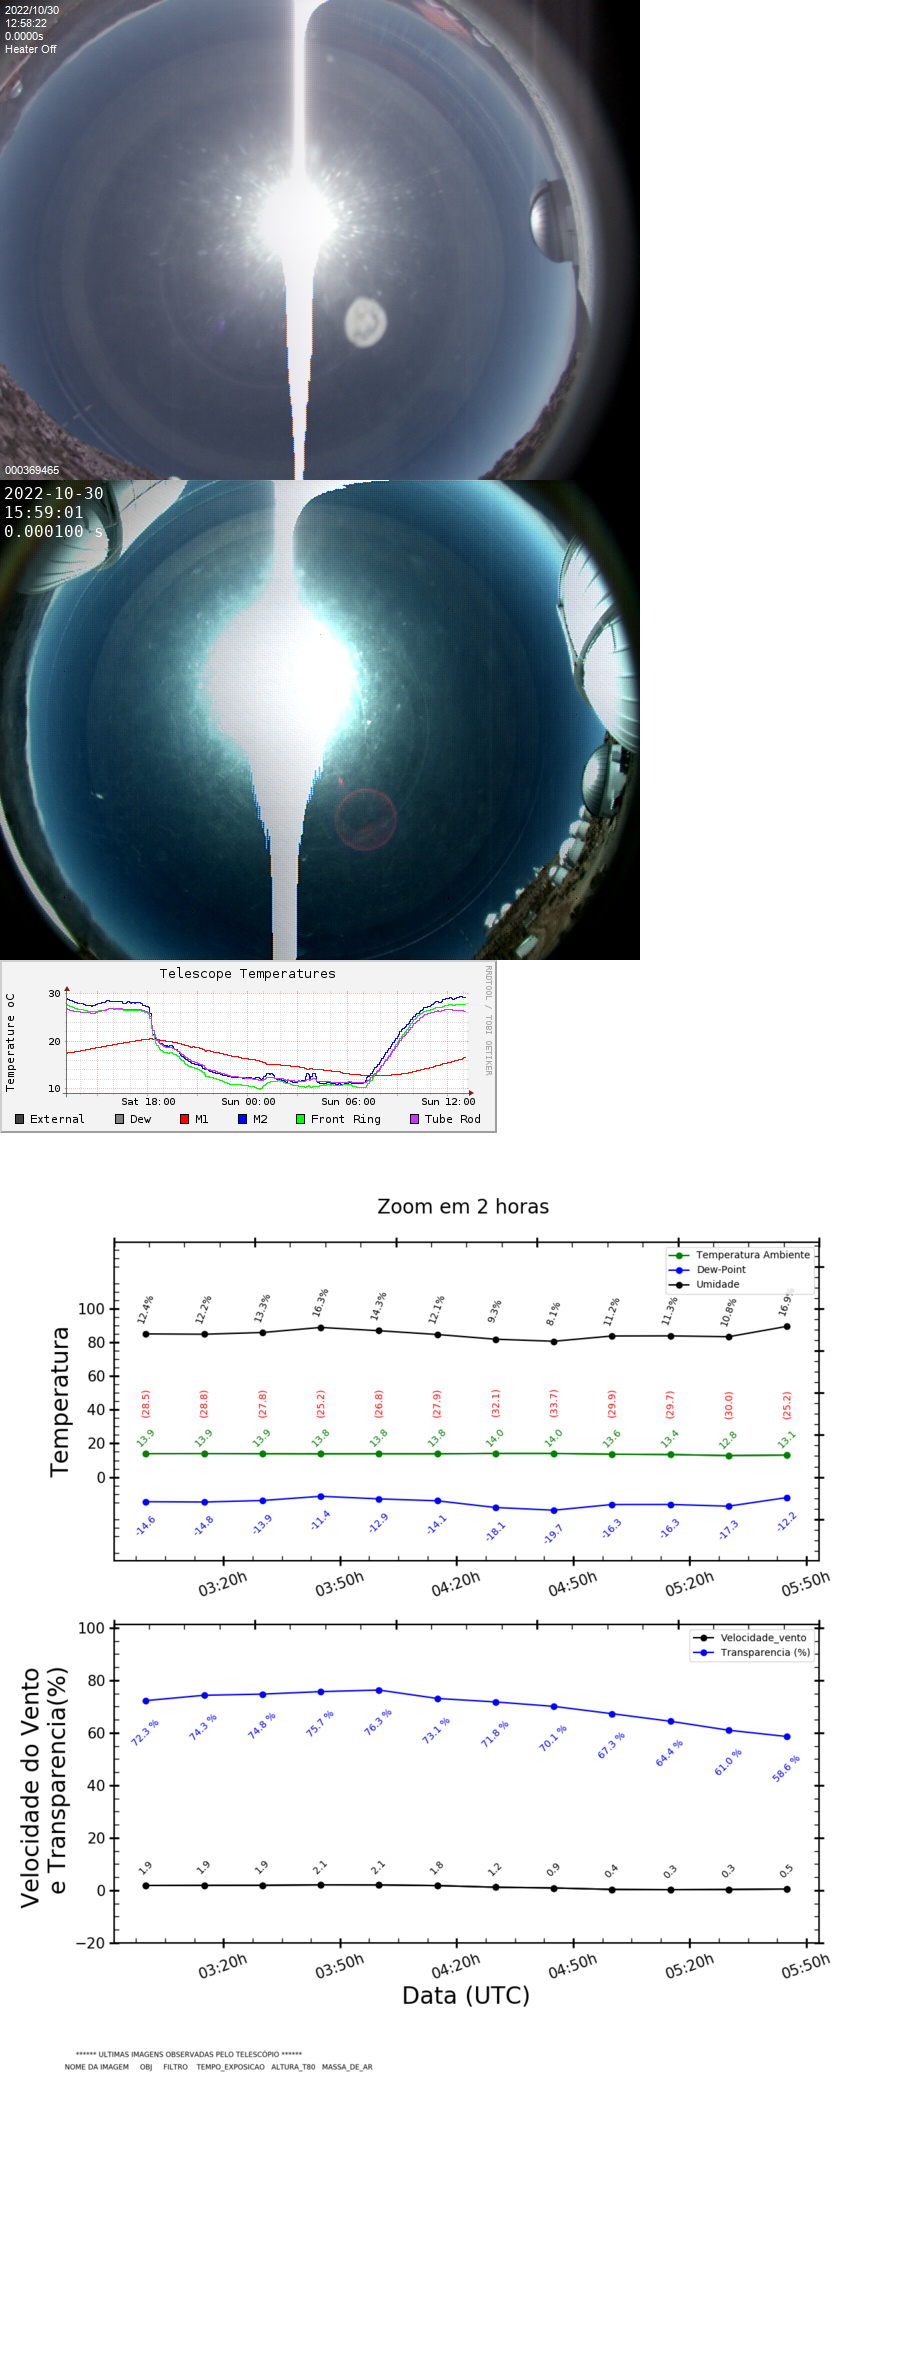 2022/10/30
12:58:22
0.0000s
Heater Off
000369465
2022-10-30
15:59:01
0.000100 s
Telescope Temperatures
Temperature oC
RRDTOOL / TOBI OETIKER
30
20
10
Sat 18:00 Sun 00:00 Sun 06:00 Sun 12:00
External Dew M1 M2 Front Ring Tube Rod
Zoom em 2 horas
Temperatura Ambiente
Dew-Point
Umidade
Temperatura
100
80
60
40
20
0
12.4% 12.2% 13.3% 16.3% 14.3% 12.1% 9.3% 8.1% 11.2% 11.3% 10.8% 16.9%
(28.5) (28.8) (27.8) (25.2) (26.8) (27.9) (32.1) (33.7) (29.9) (29.7) (30.0) (25.2)
13.9 13.9 13.9 13.8 13.8 13.8 14.0 14.0 13.6 13.4 12.8 13.1
-14.6 -14.8 -13.9 -11.4 -12.9 -14.1 -18.1 -19.7 -16.3 -16.3 -17.3 -12.2
03:20h 03:50h 04:20h 04:50h 05:20h 05:50h
Velocidade_vento
Transparencia (%)
Velocidade do Vento
e Transparencia(%)
100
80
60
40
20
0
−20
72.3 % 74.3 % 74.8 % 75.7 % 76.3 % 73.1 % 71.8 % 70.1 % 67.3 % 64.4 % 61.0 % 58.6 %
1.9 1.9 1.9 2.1 2.1 1.8 1.2 0.9 0.4 0.3 0.3 0.5
03:20h 03:50h 04:20h 04:50h 05:20h 05:50h
Data (UTC)
****** ULTIMAS IMAGENS OBSERVADAS PELO TELESCÓPIO ******
NOME DA IMAGEM OBJ FILTRO TEMPO_EXPOSICAO ALTURA_T80 MASSA_DE_AR